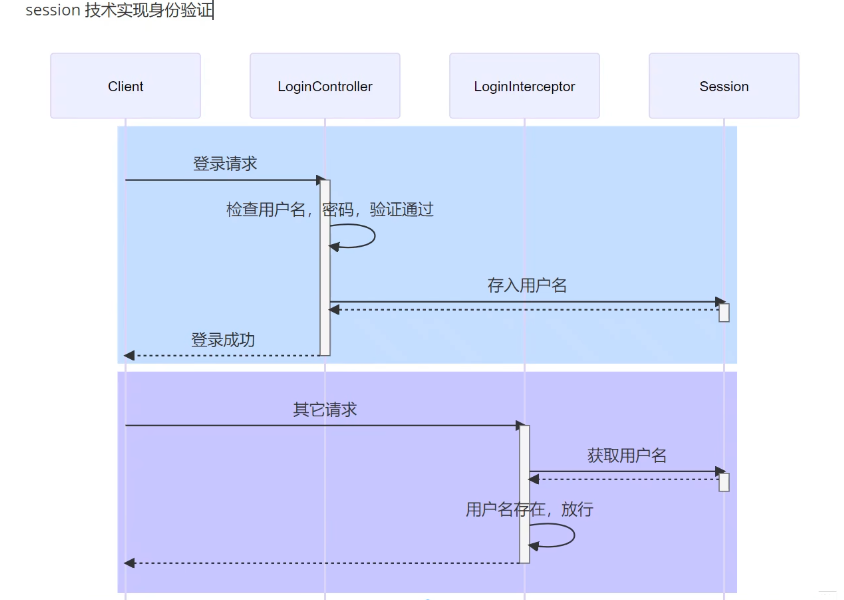 session 技术实现身份验证
Client
LoginController
LoginInterceptor
Session
登录请求
检查用户名，密码，验证通过
存入用户名
登录成功
其它请求
获取用户名
用户名存在，放行